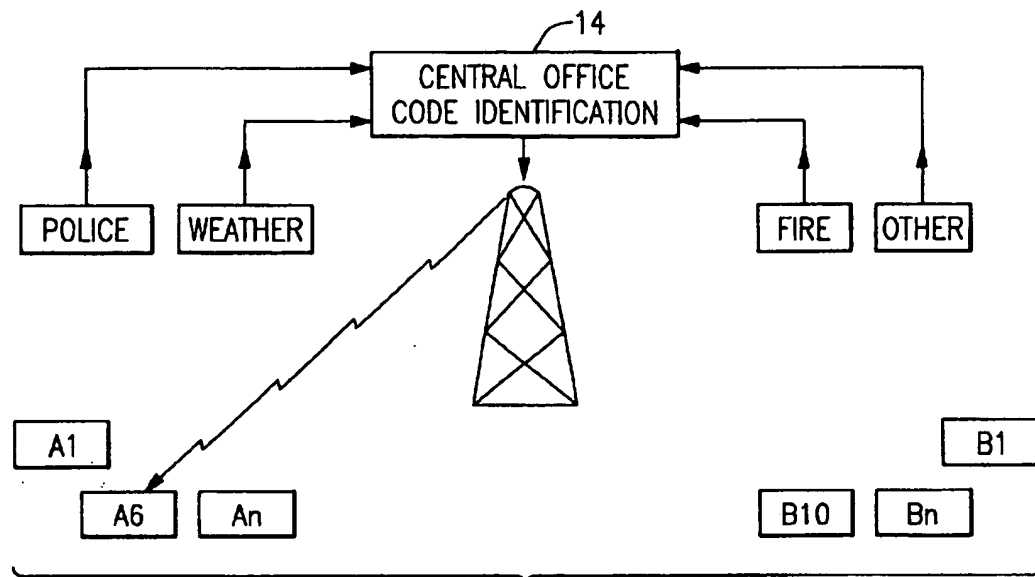 14
CENTRAL OFFICE
CODE IDENTIFICATION
POLICE
WEATHER
FIRE
OTHER
A1
B1
A6
An
B10
Bn